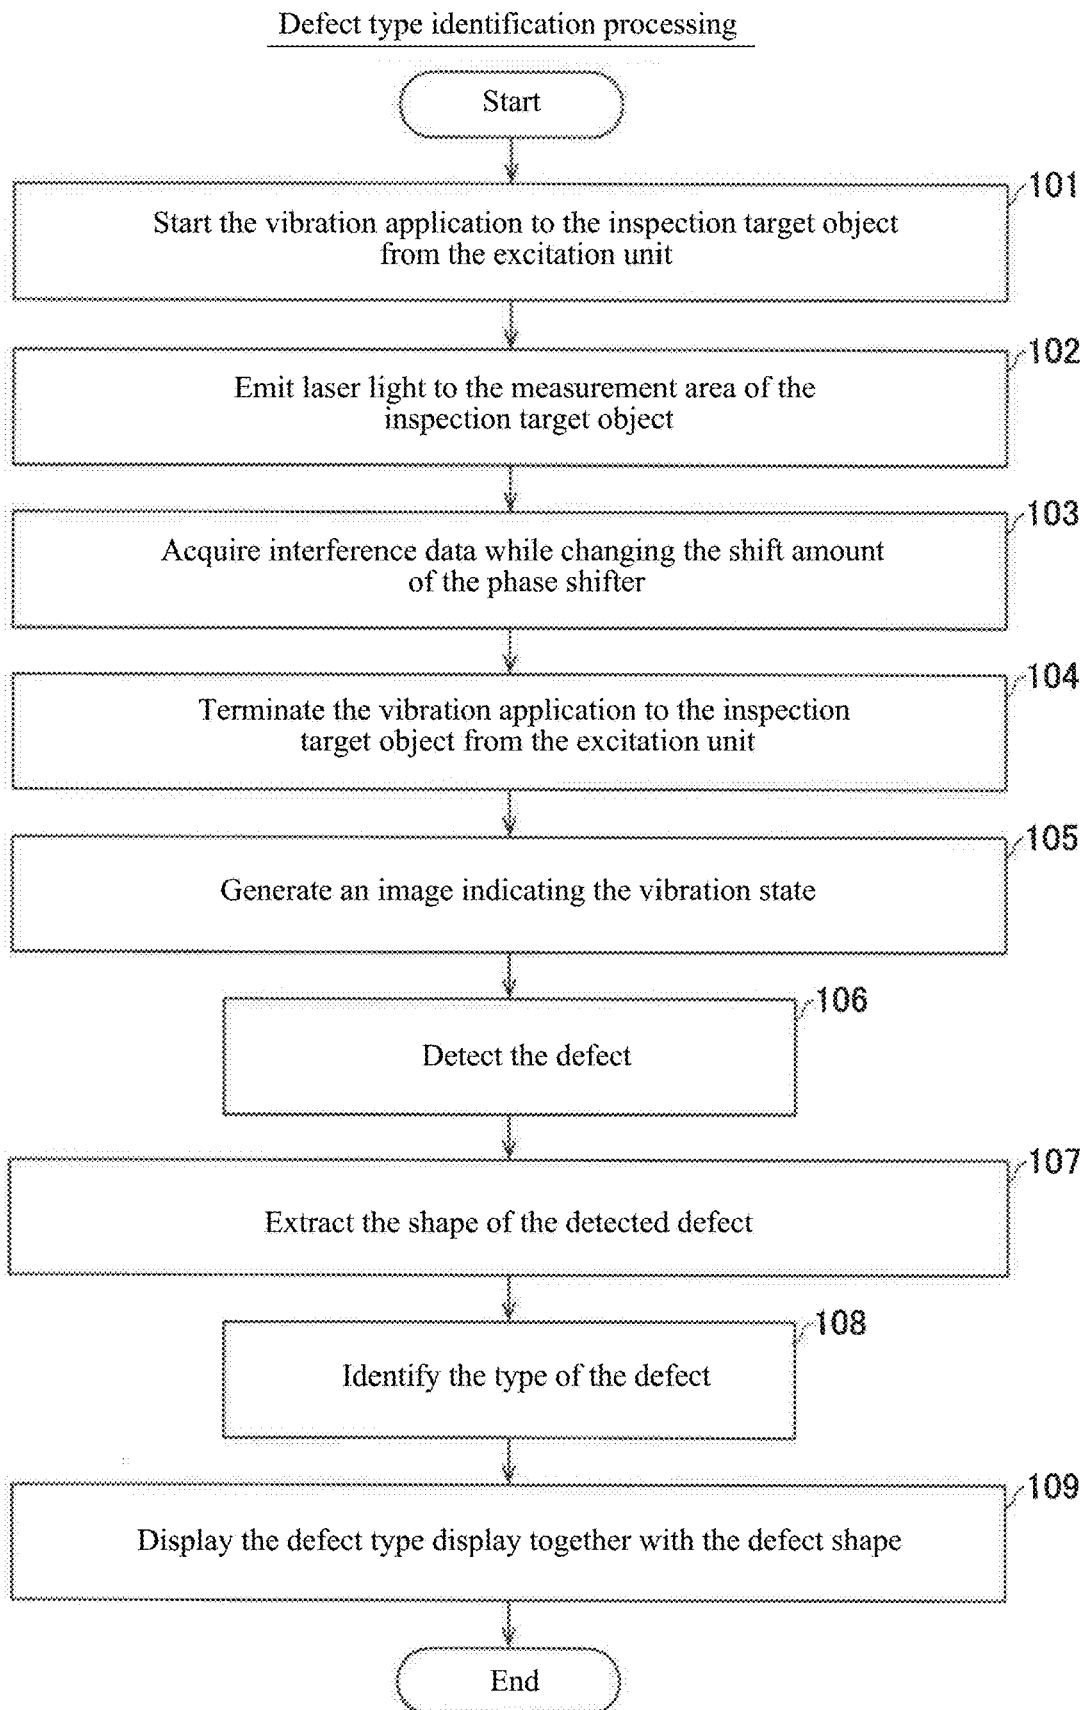 Defect type identification processing
Start
101
Start the vibration application to the inspection target object
from the excitation unit
102
Emit laser light to the measurement area of the
inspection target object
103
Acquire interference data while changing the shift amount
of the phase shifter
104
Terminate the vibration application to the inspection
target object from the excitation unit
105
Generate an image indicating the vibration state
106
Detect the defect
107
Extract the shape of the detected defect
108
Identify the type of the defect
109
Display the defect type display together with the defect shape
End